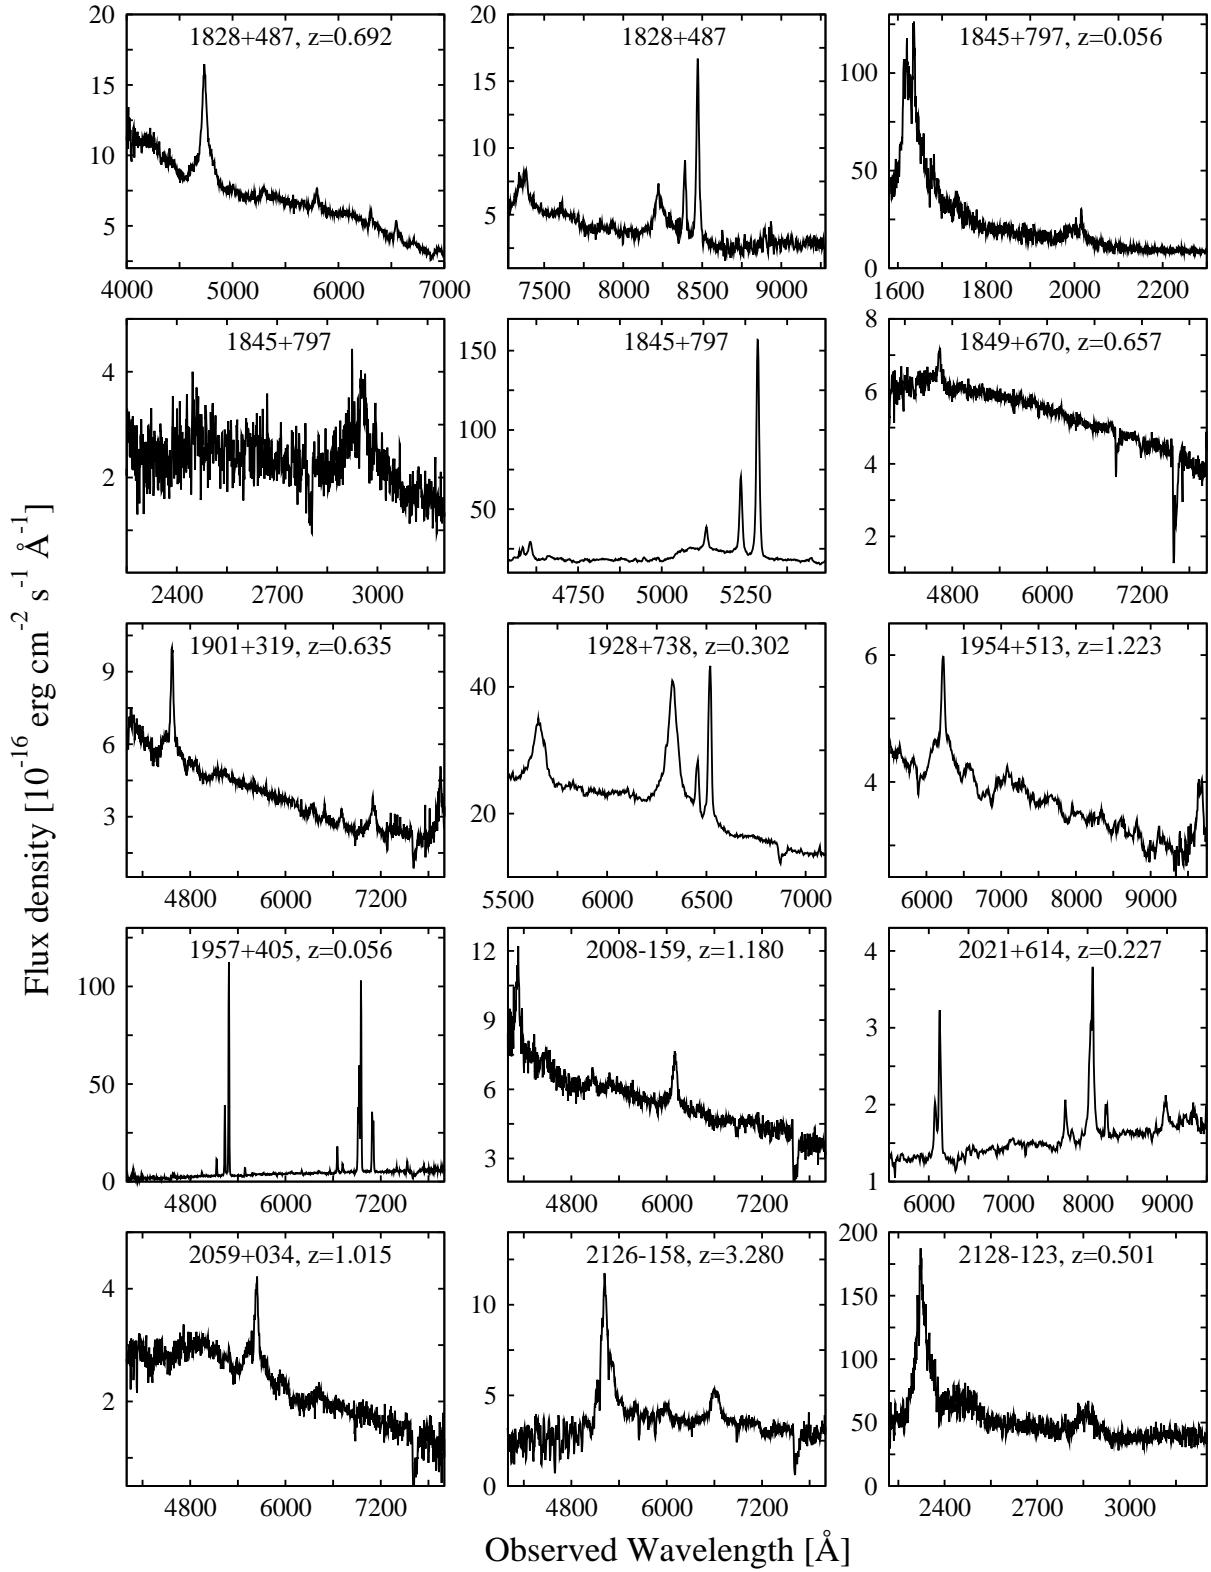 20
15
10
5
4000 5000 6000 7000
1828+487, z=0.692
20
15
10
5
7500 8000 8500 9000
1828+487
100
50
0
1600 1800 2000 2200
1845+797, z=0.056
4
2
2400 2700 3000
1845+797
150
100
50
4750 5000 5250
1845+797
8
6
4
2
4800 6000 7200
1849+670, z=0.657
9
6
3
4800 6000 7200
1901+319, z=0.635
40
20
5500 6000 6500 7000
1928+738, z=0.302
6
4
6000 7000 8000 9000
1954+513, z=1.223
100
50
0
4800 6000 7200
1957+405, z=0.056
12
9
6
3
4800 6000 7200
2008-159, z=1.180
4
3
2
1
6000 7000 8000 9000
2021+614, z=0.227
4
2
4800 6000 7200
2059+034, z=1.015
10
5
0
4800 6000 7200
2126-158, z=3.280
200
150
100
50
0
2400 2700 3000
2128-123, z=0.501
Flux density [10⁻¹⁶ erg cm⁻² s⁻¹ Å⁻¹]
Observed Wavelength [Å]